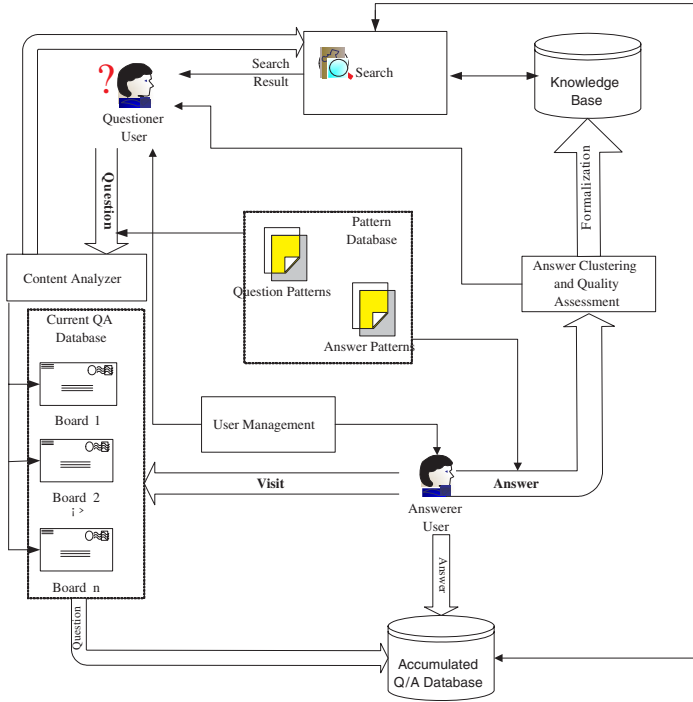 Search
Result
Search
Knowledge
Base
?
Questioner
User
Question
Formalization
Pattern
Database
Content Analyzer
Question Patterns
Answer Clustering
and Quality
Assessment
Current QA
Database
Answer Patterns
Board 1
User Management
Board 2
¡ >
Visit
Answer
Answerer
User
Board n
Question
Answer
Accumulated
Q/A Database